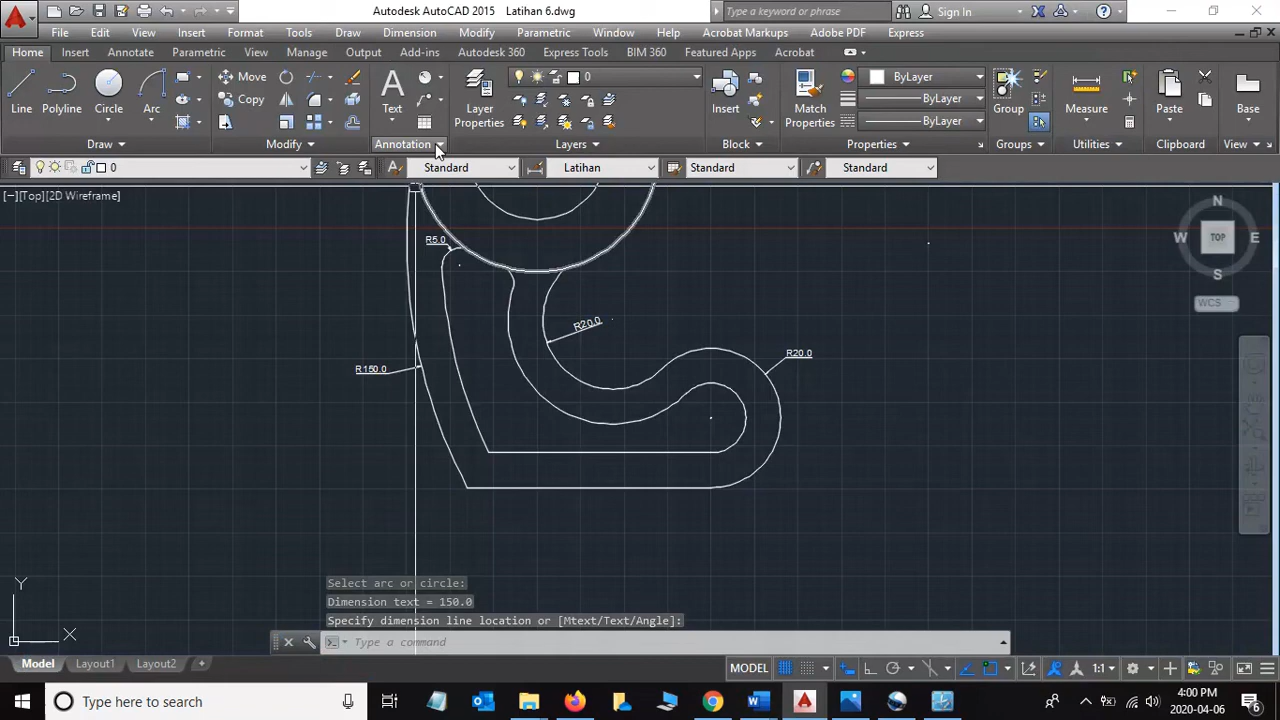 Autodesk AutoCAD 2015 Latihan 6.dwg
Type a keyword or phrase
Sign In
File Edit View Insert Format Tools Draw Dimension Modify Parametric Window Help Acrobat Markups Adobe PDF Express
Home Insert Annotate Parametric View Manage Output Add-ins Autodesk 360 Express Tools BIM 360 Featured Apps Acrobat
Move
0
ByLayer
Copy
ByLayer
Line Polyline Circle Arc Text Layer Properties Insert Match Properties Group Measure Paste Base
ByLayer
Draw Modify Annotation Layers Block Properties Groups Utilities Clipboard View
0 Standard Latihan Standard Standard
[−][Top][2D Wireframe]
N
W TOP E
S
WCS
R5.0
R20.0
R20.0
R150.0
Y
X
Select arc or circle:
Dimension text = 150.0
Specify dimension line location or [Mtext/Text/Angle]:
Type a command
Model Layout1 Layout2 +
MODEL 1:1
Type here to search
4:00 PM
2020-04-06